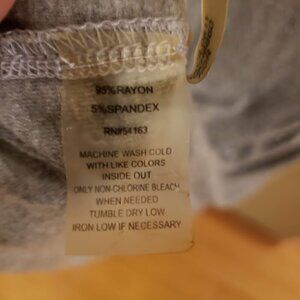 95%RAYON
5%SPANDEX
RN#54163
MACHINE WASH COLD
WITH LIKE COLORS
INSIDE OUT
ONLY NON-CHLORINE BLEACH
WHEN NEEDED
TUMBLE DRY LOW
IRON LOW IF NECESSARY